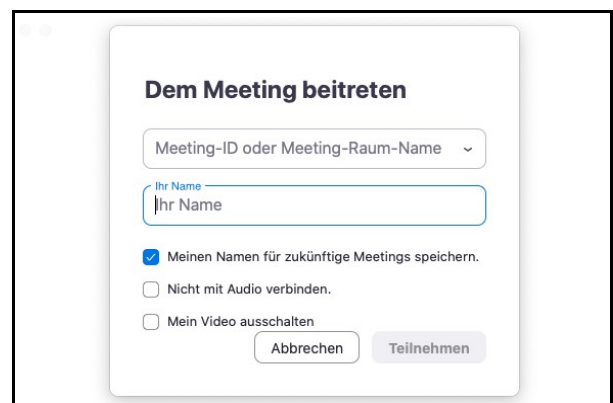 Dem Meeting beitreten
Meeting-ID oder Meeting-Raum-Name
Ihr Name
Ihr Name
Meinen Namen für zukünftige Meetings speichern.
Nicht mit Audio verbinden.
Mein Video ausschalten
Abbrechen Teilnehmen